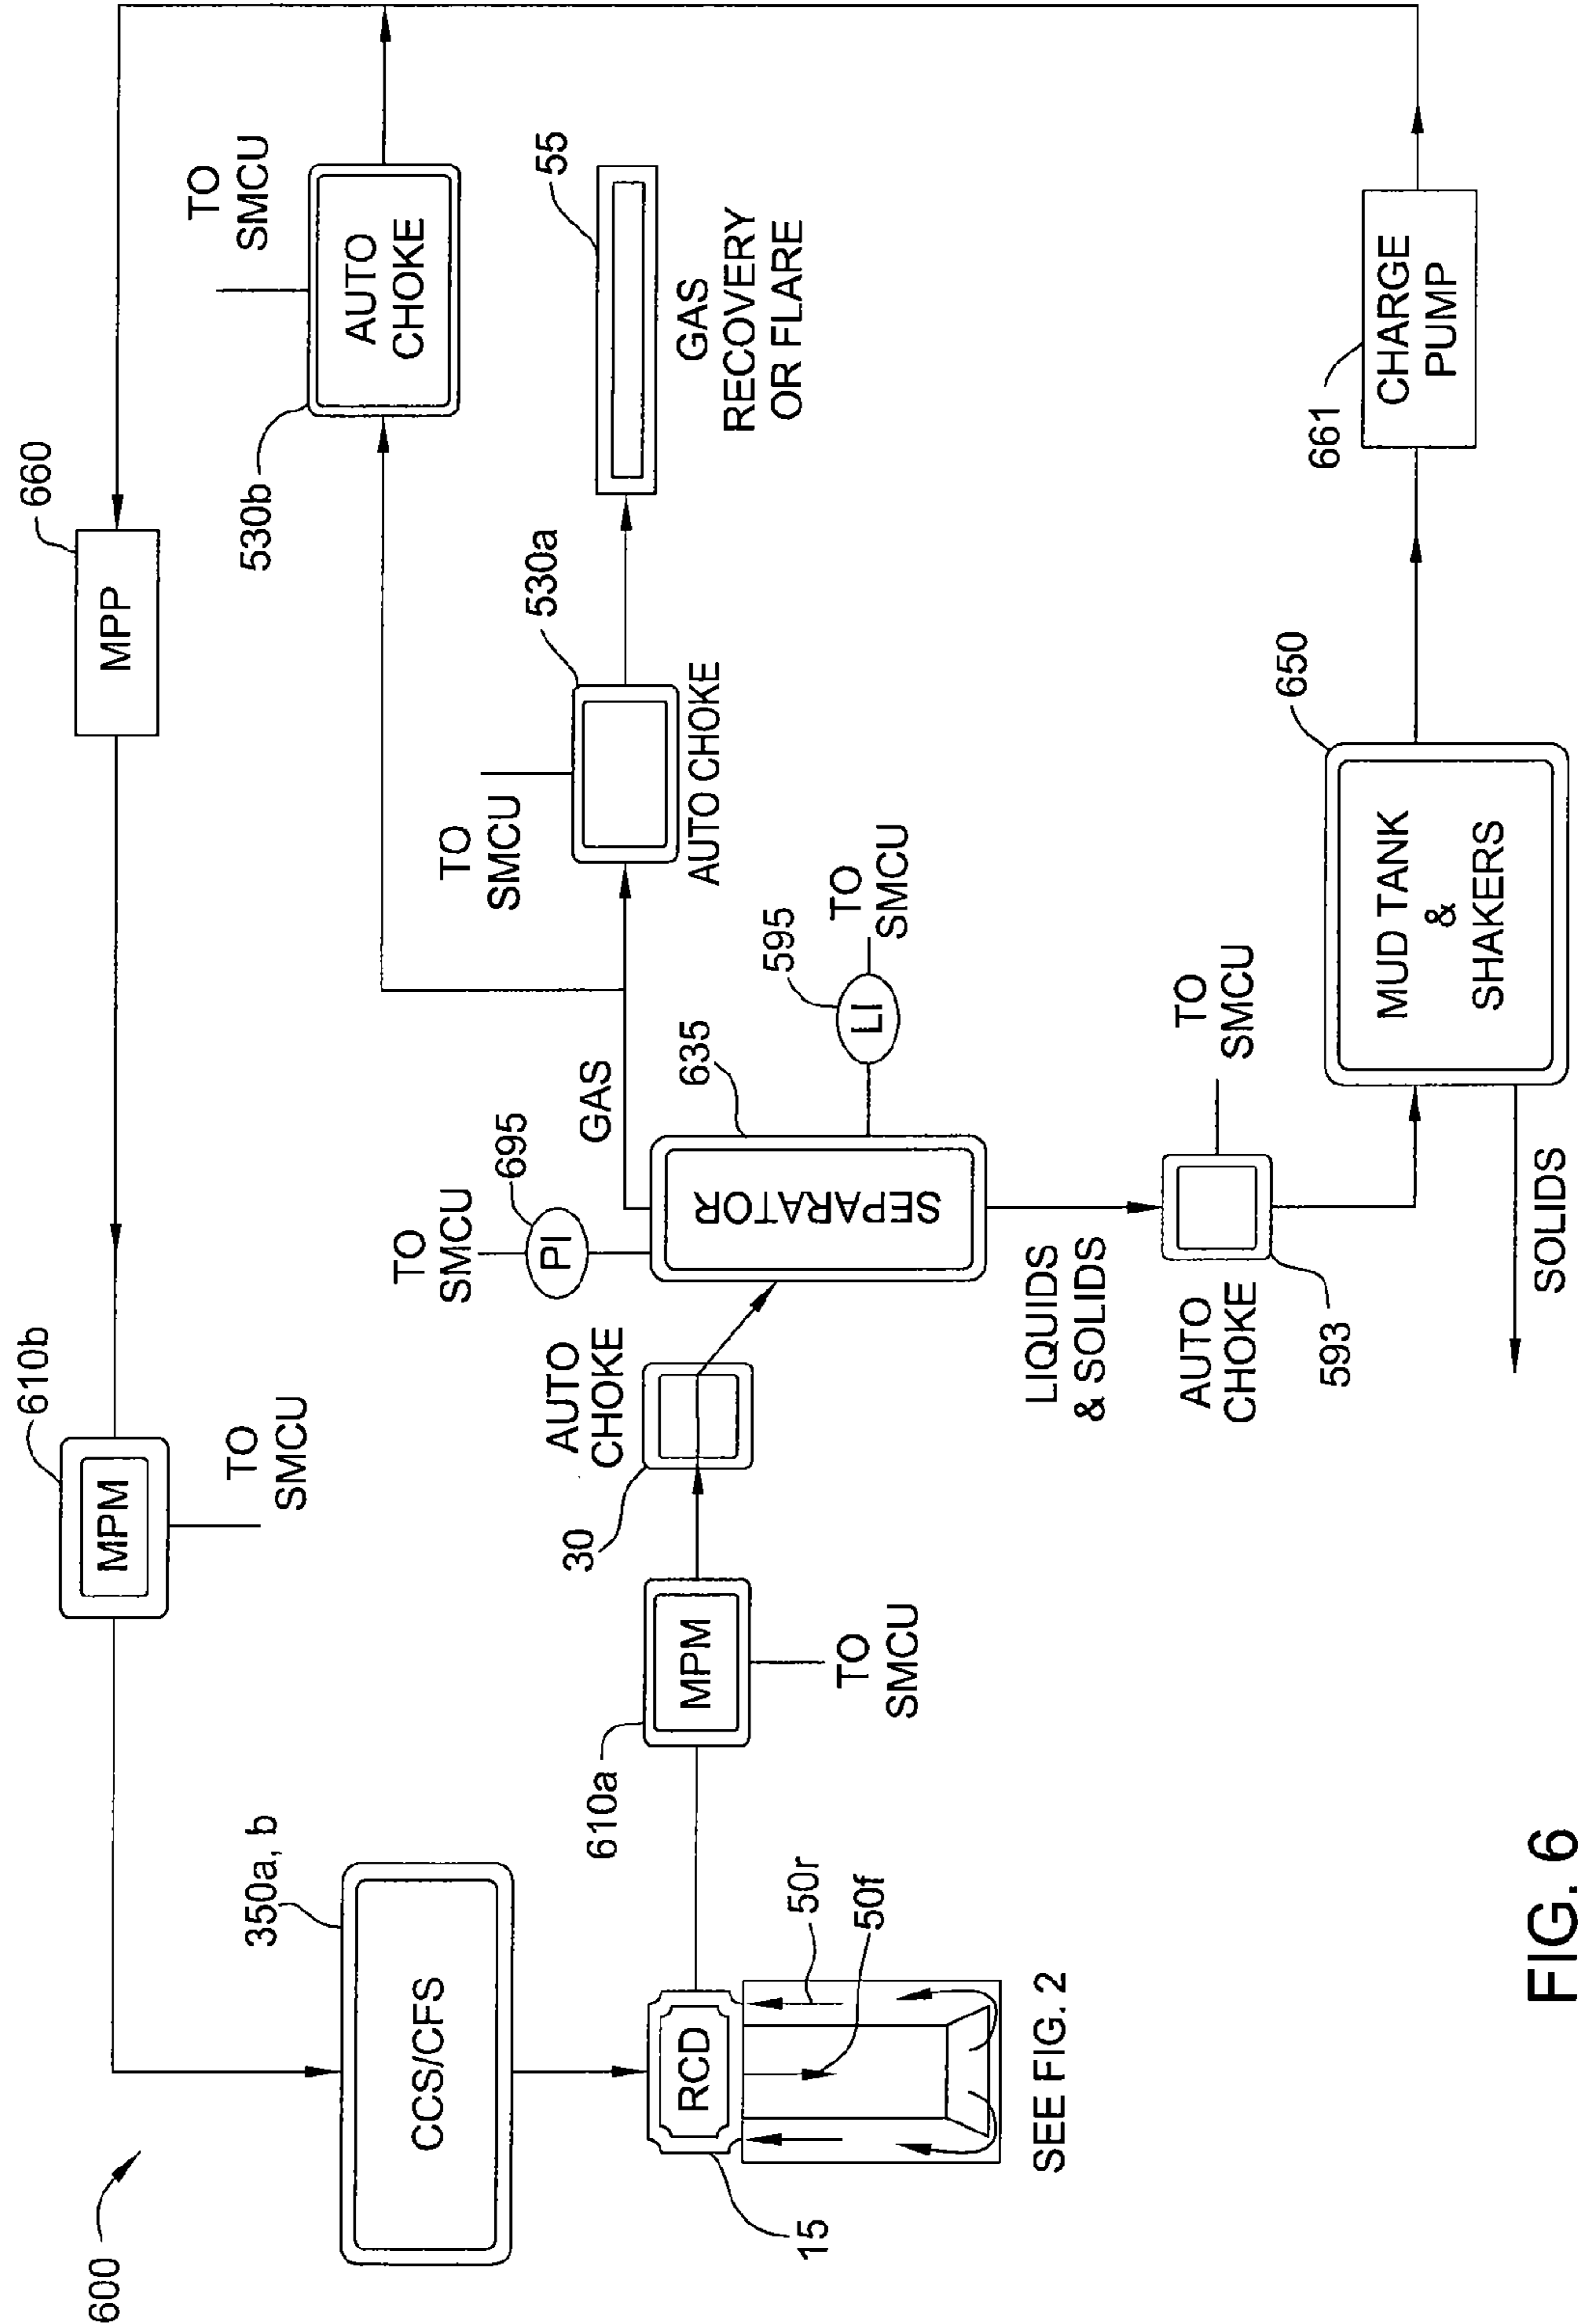 600
CCS/CFS
350a, b
MPM
610b
TO
SMCU
MPP
660
530b
AUTO
CHOKE
TO
SMCU
15
RCD
50r
50f
SEE FIG. 2
610a
MPM
TO
SMCU
30
AUTO
CHOKE
TO
SMCU
PI
695
GAS
SEPARATOR
635
LI
595
TO
SMCU
TO
SMCU
530a
AUTO CHOKE
55
GAS
RECOVERY
OR FLARE
LIQUIDS
& SOLIDS
AUTO
CHOKE
593
TO
SMCU
SOLIDS
MUD TANK
&
SHAKERS
650
661
CHARGE
PUMP
FIG. 6